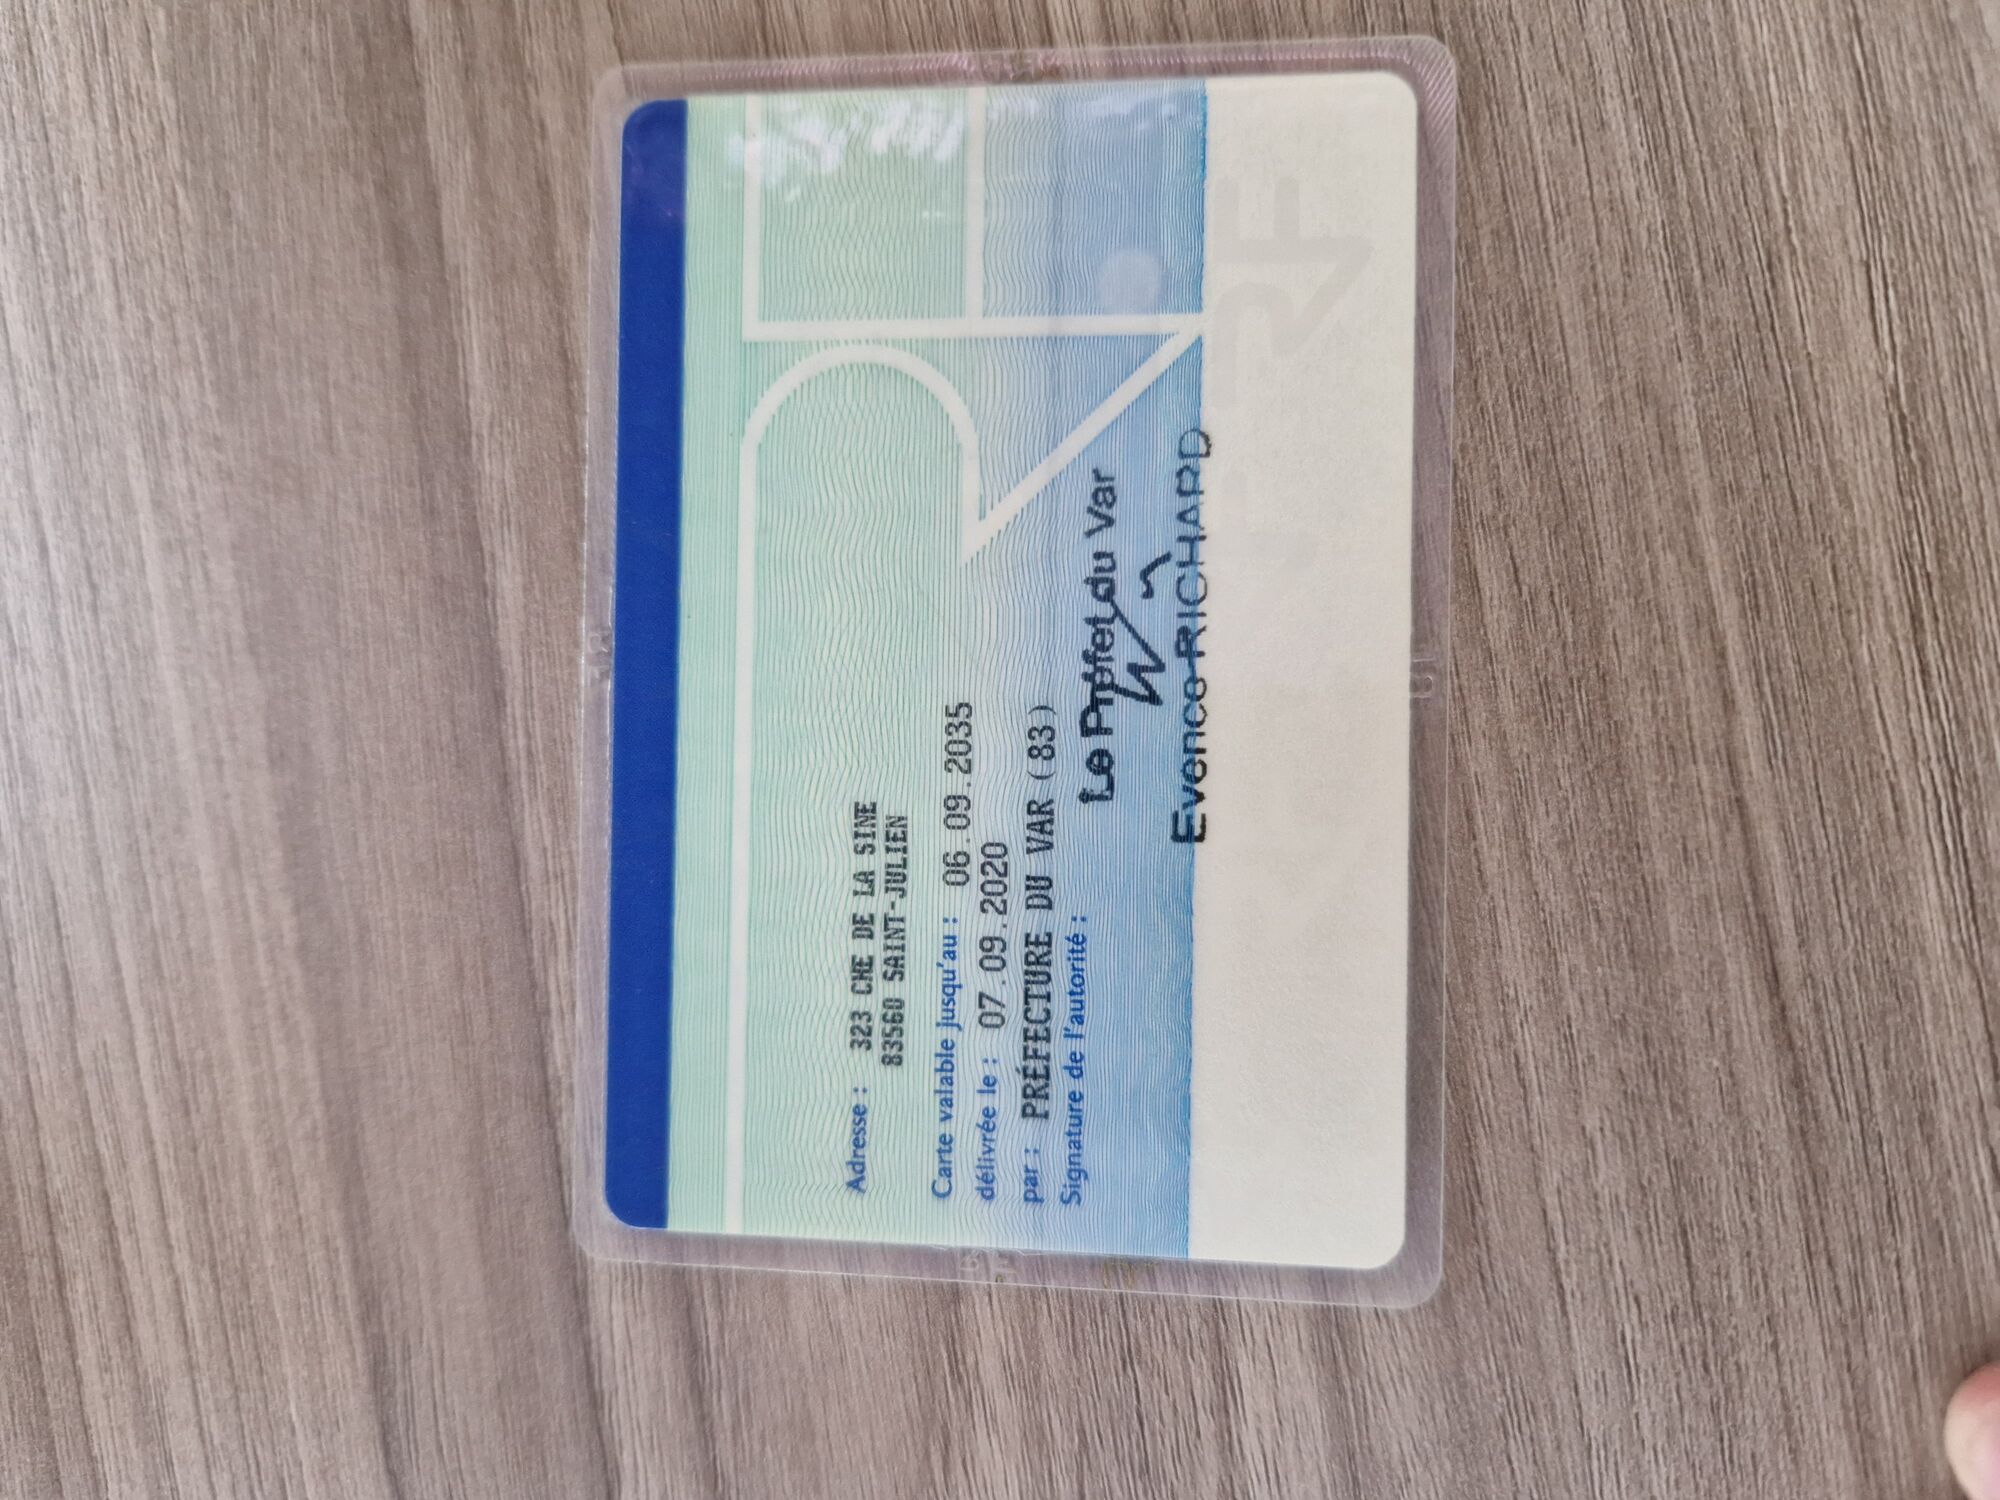 Adresse : 323 CHE DE LA SINE
83560 SAINT-JULIEN
Carte valable jusqu'au : 06.09.2035
délivrée le : 07.09.2020
par : PRÉFECTURE DU VAR (83)
Signature de l'autorité :
Le Préfet du Var
Evence RICHARD
RF